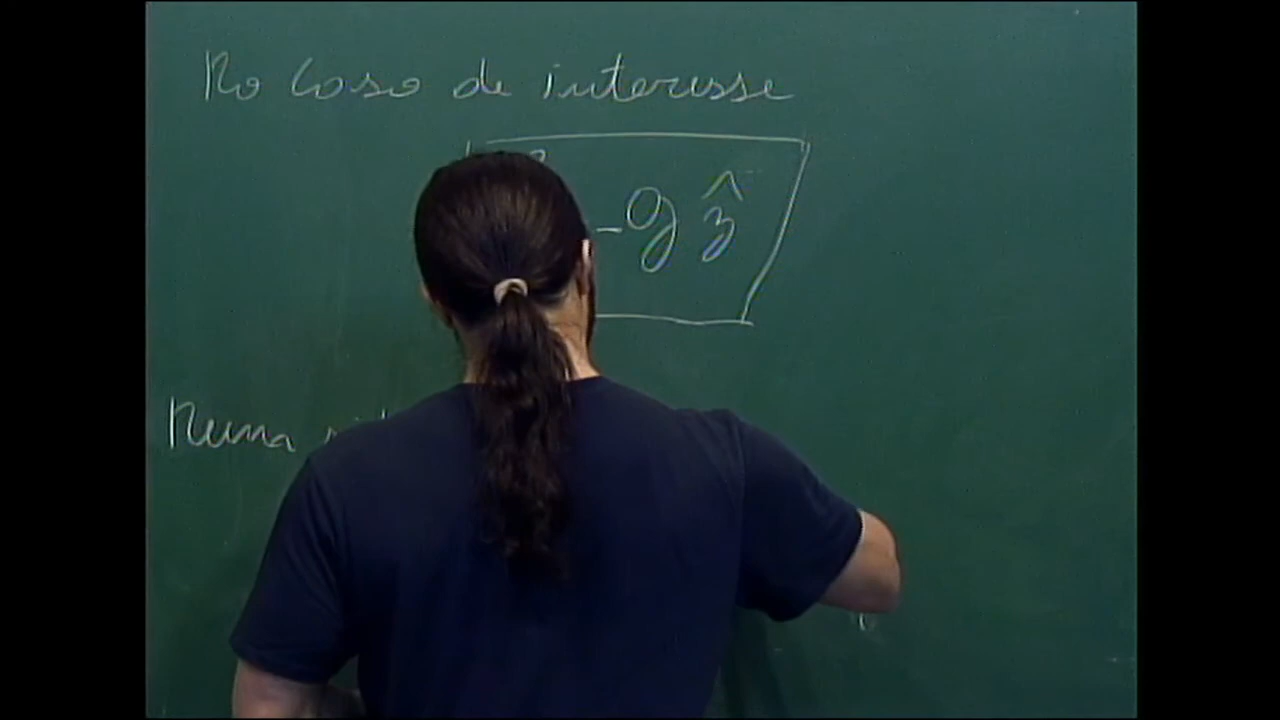 No caso de interesse
-g ẑ
Numa